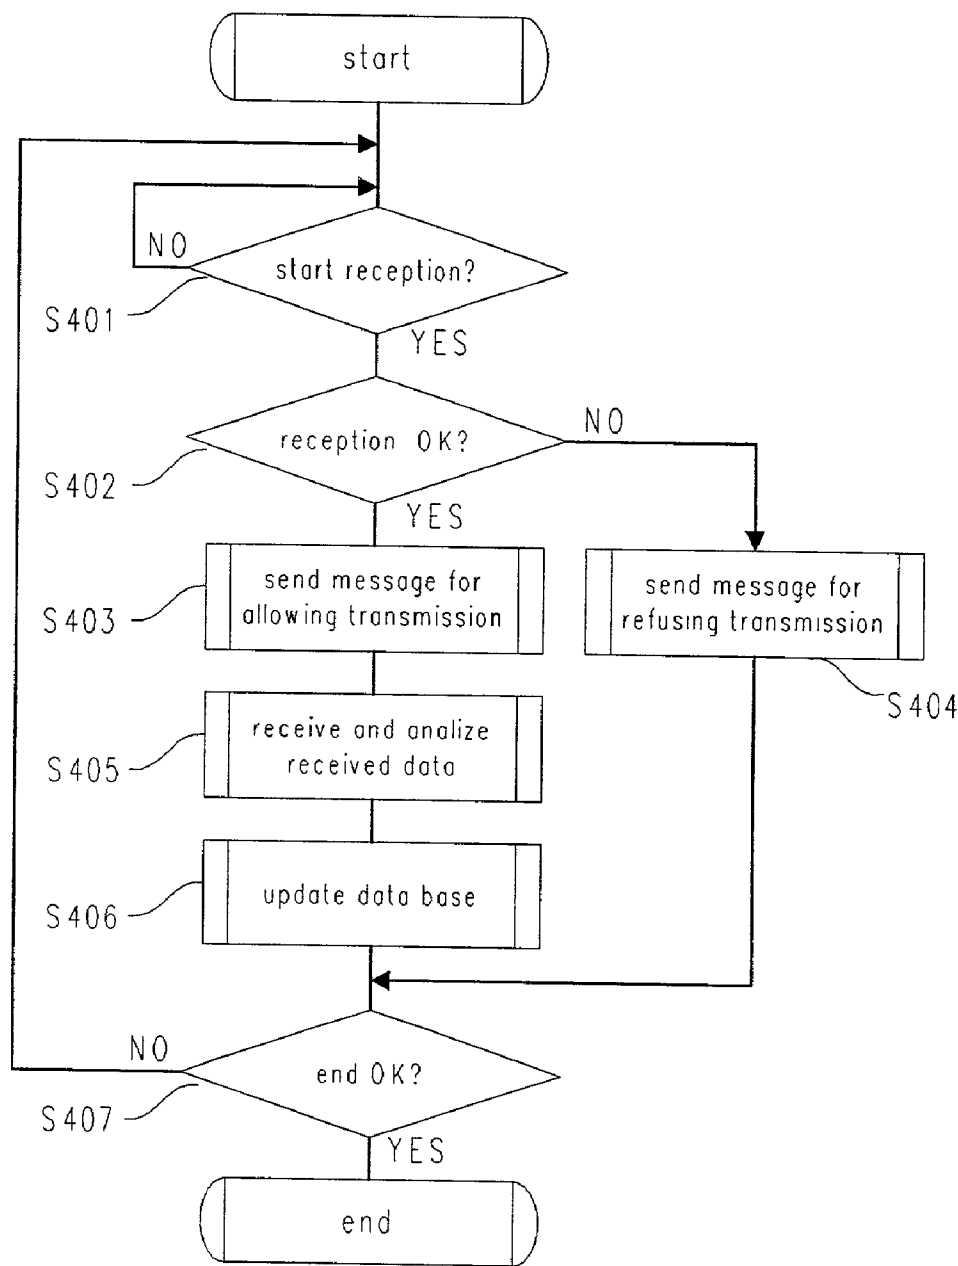 start
NO
start reception?
S401
YES
NO
reception OK?
S402
YES
send message for
allowing transmission
S403
send message for
refusing transmission
S404
receive and analize
received data
S405
update data base
S406
NO
end OK?
S407
YES
end